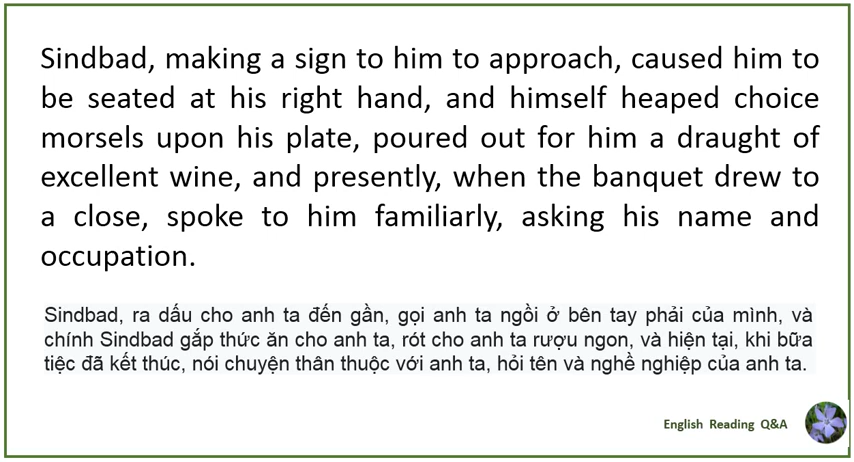 Sindbad, making a sign to him to approach, caused him to
be seated at his right hand, and himself heaped choice
morsels upon his plate, poured out for him a draught of
excellent wine, and presently, when the banquet drew to
a close, spoke to him familiarly, asking his name and
occupation.
Sindbad, ra dấu cho anh ta đến gần, gọi anh ta ngồi ở bên tay phải của mình, và
chính Sindbad gắp thức ăn cho anh ta, rót cho anh ta rượu ngon, và hiện tại, khi bữa
tiệc đã kết thúc, nói chuyện thân thuộc với anh ta, hỏi tên và nghề nghiệp của anh ta.
English Reading Q&A